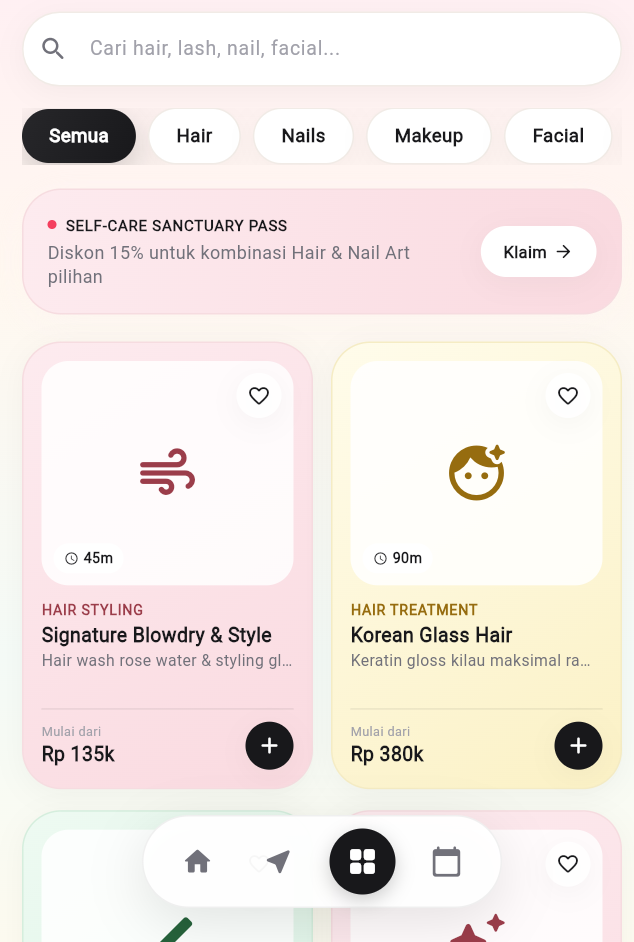 Cari hair, lash, nail, facial...
Semua
Hair
Nails
Makeup
Facial
SELF-CARE SANCTUARY PASS
Diskon 15% untuk kombinasi Hair & Nail Art
pilihan
Klaim
45m
HAIR STYLING
Signature Blowdry & Style
Hair wash rose water & styling gl...
Mulai dari
Rp 135k
90m
HAIR TREATMENT
Korean Glass Hair
Keratin gloss kilau maksimal ra...
Mulai dari
Rp 380k